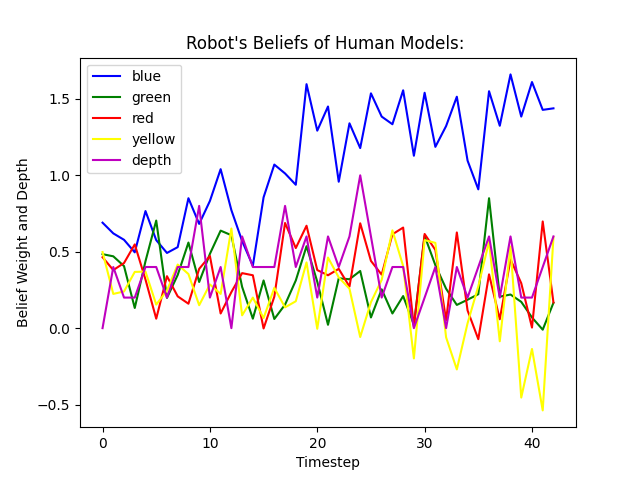 Robot's Beliefs of Human Models:
blue
green
red
yellow
depth
Belief Weight and Depth
1.5
1.0
0.5
0.0
−0.5
0 10 20 30 40
Timestep